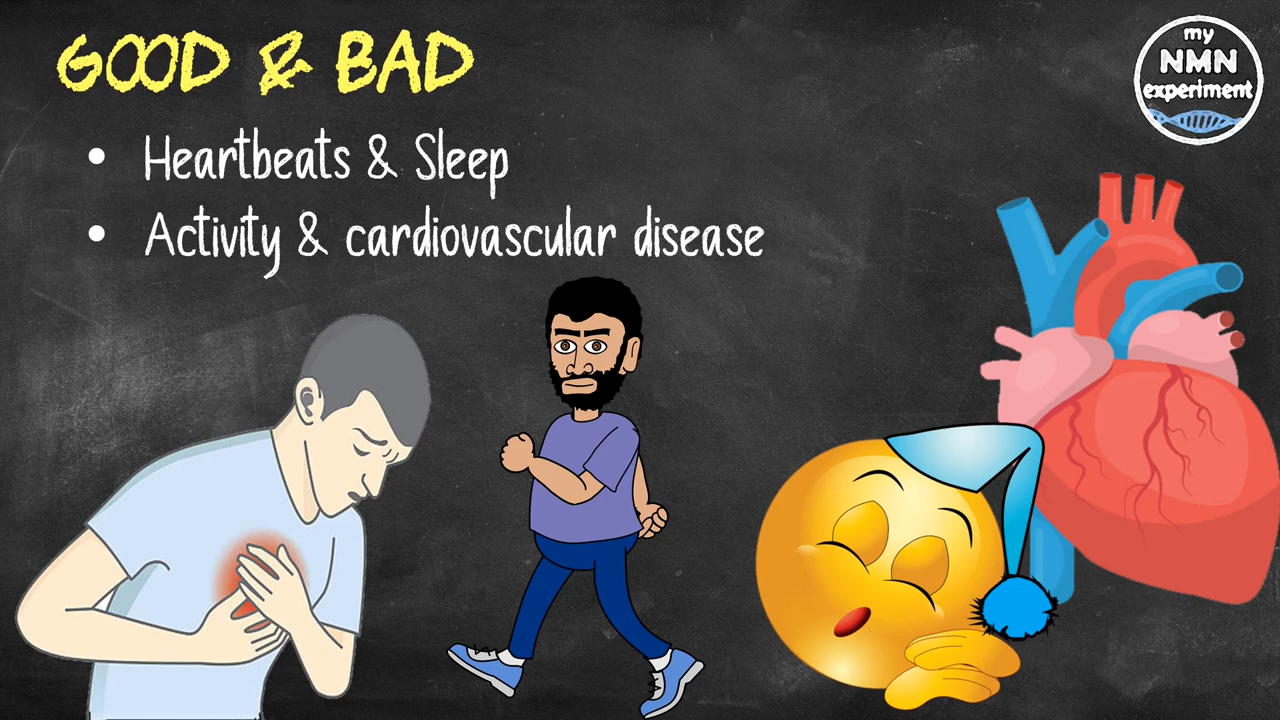 GOOD & BAD
my
NMN
experiment
• Heartbeats & Sleep
• Activity & cardiovascular disease